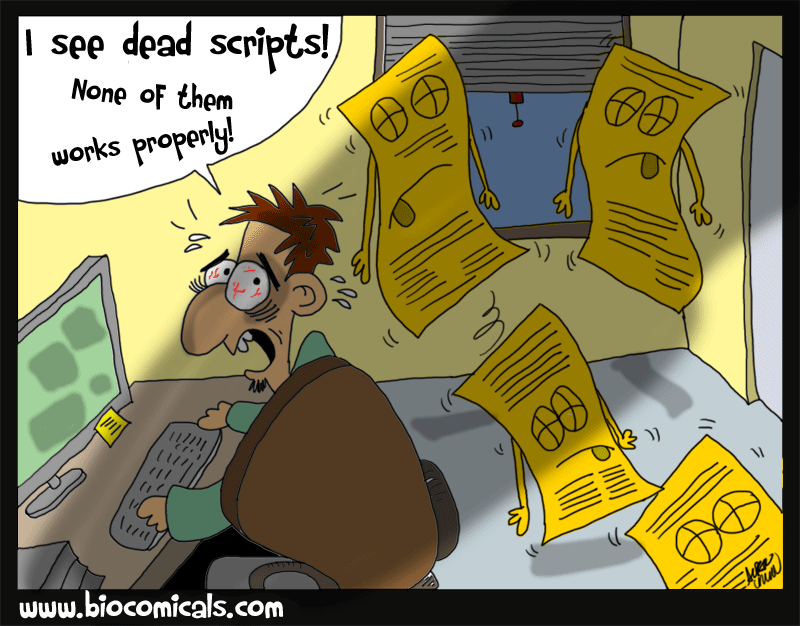 I see dead scripts!
None of them
works properly!
www.biocomicals.com